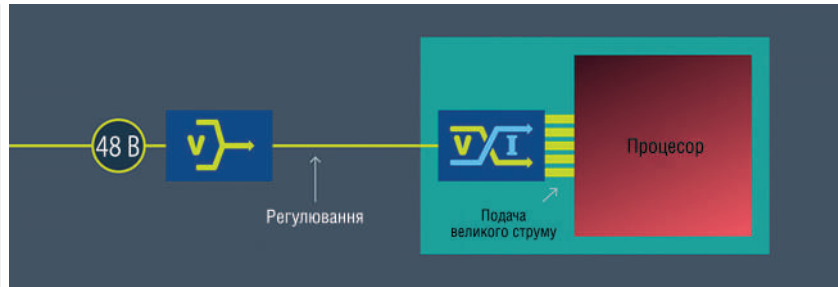 48 В
V
V I
Процесор
Регулювання
Подача
великого струму